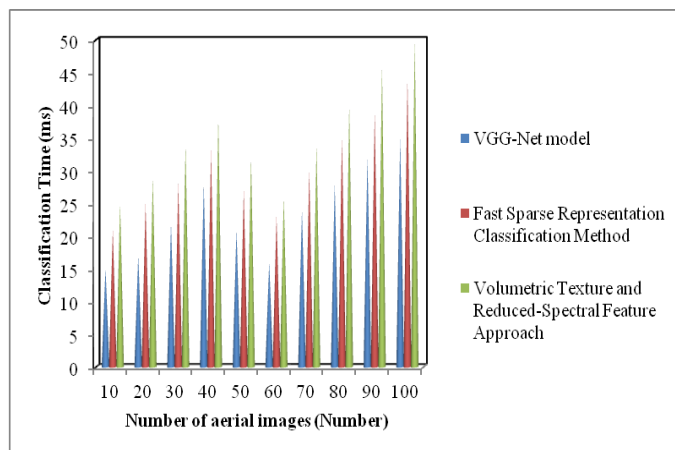 50
45
40
35
30
25
20
15
10
5
0
Classification Time (ms)
10 20 30 40 50 60 70 80 90 100
Number of aerial images (Number)
VGG-Net model
Fast Sparse Representation
Classification Method
Volumetric Texture and
Reduced-Spectral Feature
Approach